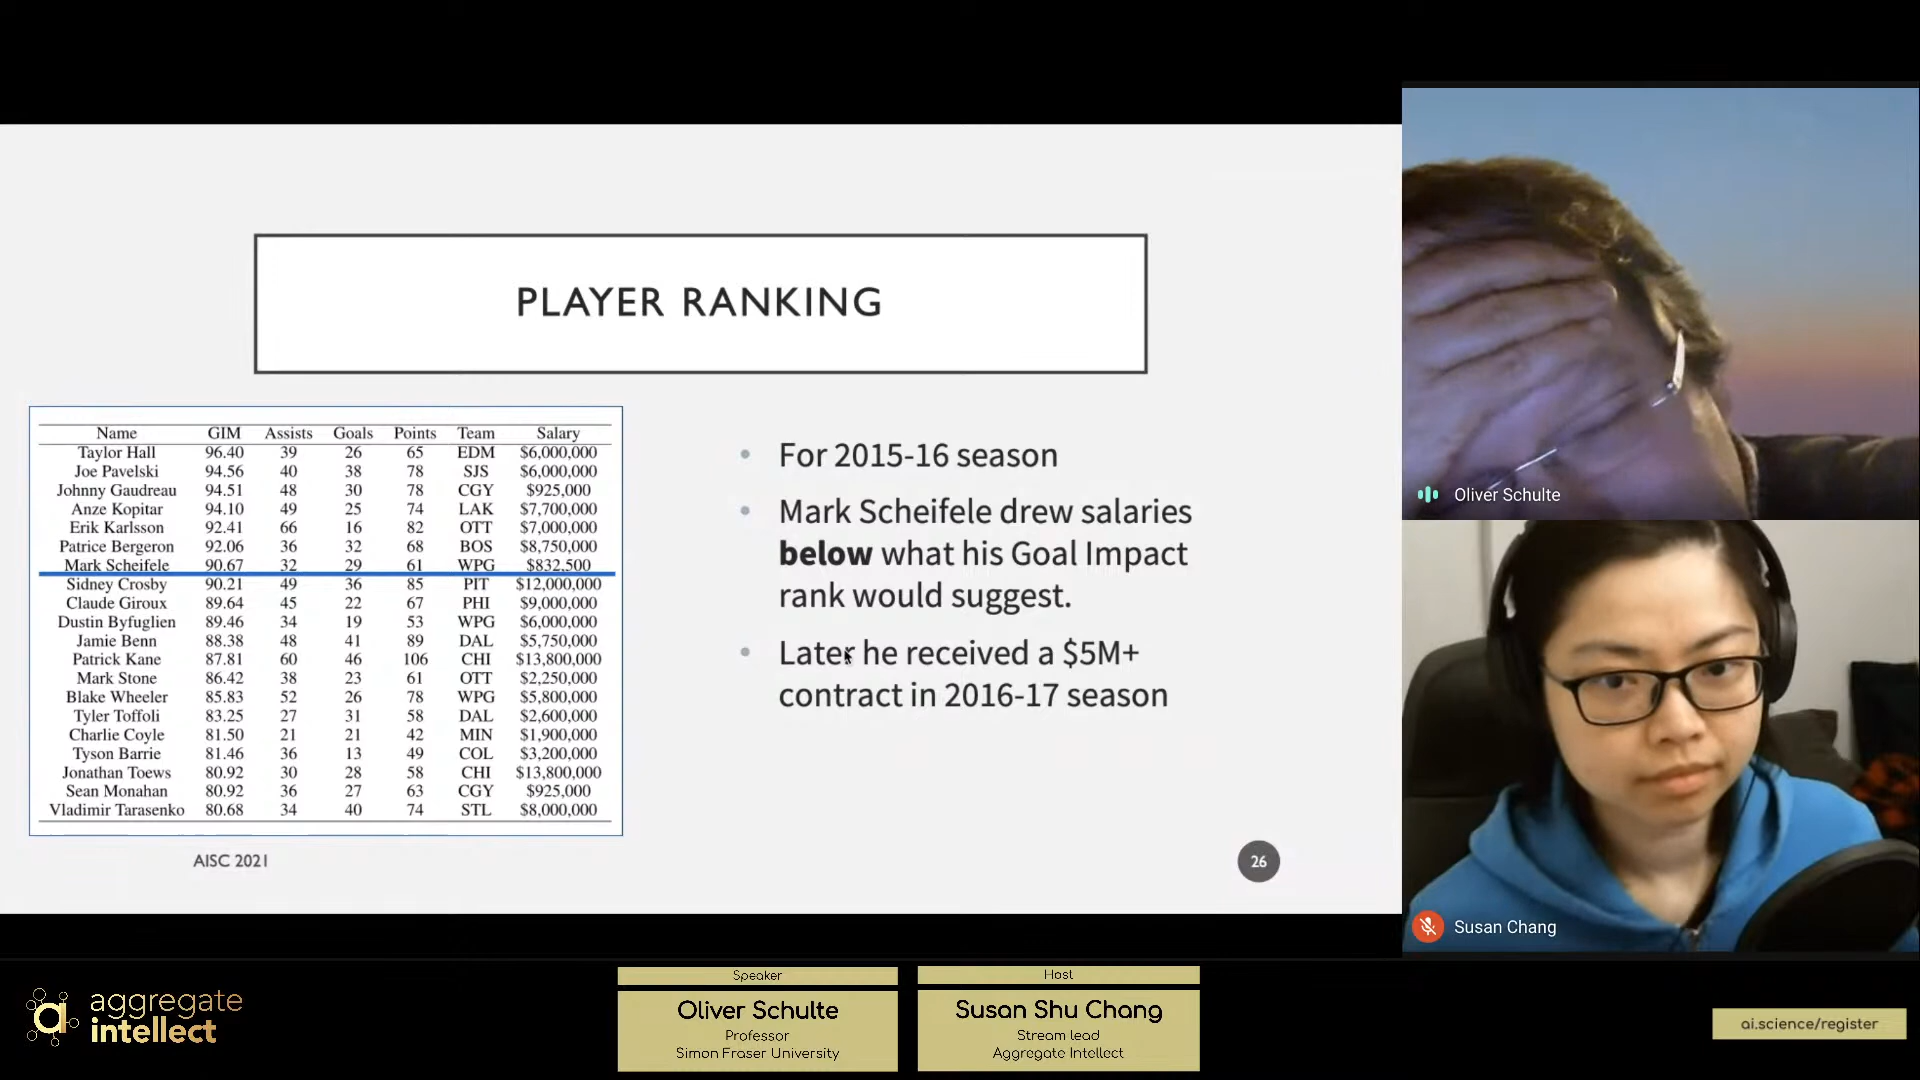 PLAYER RANKING
Name GIM Assists Goals Points Team Salary
Taylor Hall 96.40 39 26 65 EDM $6,000,000
Joe Pavelski 94.56 40 38 78 SJS $6,000,000
Johnny Gaudreau 94.51 48 30 78 CGY $925,000
Anze Kopitar 94.10 49 25 74 LAK $7,700,000
Erik Karlsson 92.41 66 16 82 OTT $7,000,000
Patrice Bergeron 92.06 36 32 68 BOS $8,750,000
Mark Scheifele 90.67 32 29 61 WPG $832,500
Sidney Crosby 90.21 49 36 85 PIT $12,000,000
Claude Giroux 89.64 45 22 67 PHI $9,000,000
Dustin Byfuglien 89.46 34 19 53 WPG $6,000,000
Jamie Benn 88.38 48 41 89 DAL $5,750,000
Patrick Kane 87.81 60 46 106 CHI $13,800,000
Mark Stone 86.42 38 23 61 OTT $2,250,000
Blake Wheeler 85.83 52 26 78 WPG $5,800,000
Tyler Toffoli 83.25 27 31 58 DAL $2,600,000
Charlie Coyle 81.50 21 21 42 MIN $1,900,000
Tyson Barrie 81.46 36 13 49 COL $3,200,000
Jonathan Toews 80.92 30 28 58 CHI $13,800,000
Sean Monahan 80.92 36 27 63 CGY $925,000
Vladimir Tarasenko 80.68 34 40 74 STL $8,000,000
• For 2015-16 season
• Mark Scheifele drew salaries
below what his Goal Impact
rank would suggest.
• Later he received a $5M+
contract in 2016-17 season
AISC 2021
26
Oliver Schulte
Susan Chang
aggregate
intellect
Speaker
Oliver Schulte
Professor
Simon Fraser University
Host
Susan Shu Chang
Stream lead
Aggregate Intellect
ai.science/register